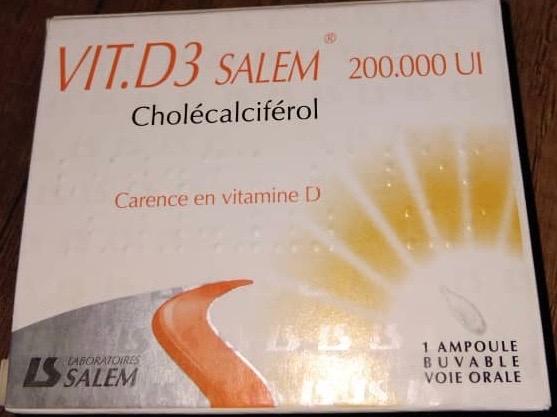 VIT.D3 SALEM® 200.000 UI
Cholécalciférol
Carence en vitamine D
1 AMPOULE
BUVABLE
VOIE ORALE
LS LABORATOIRES
SALEM